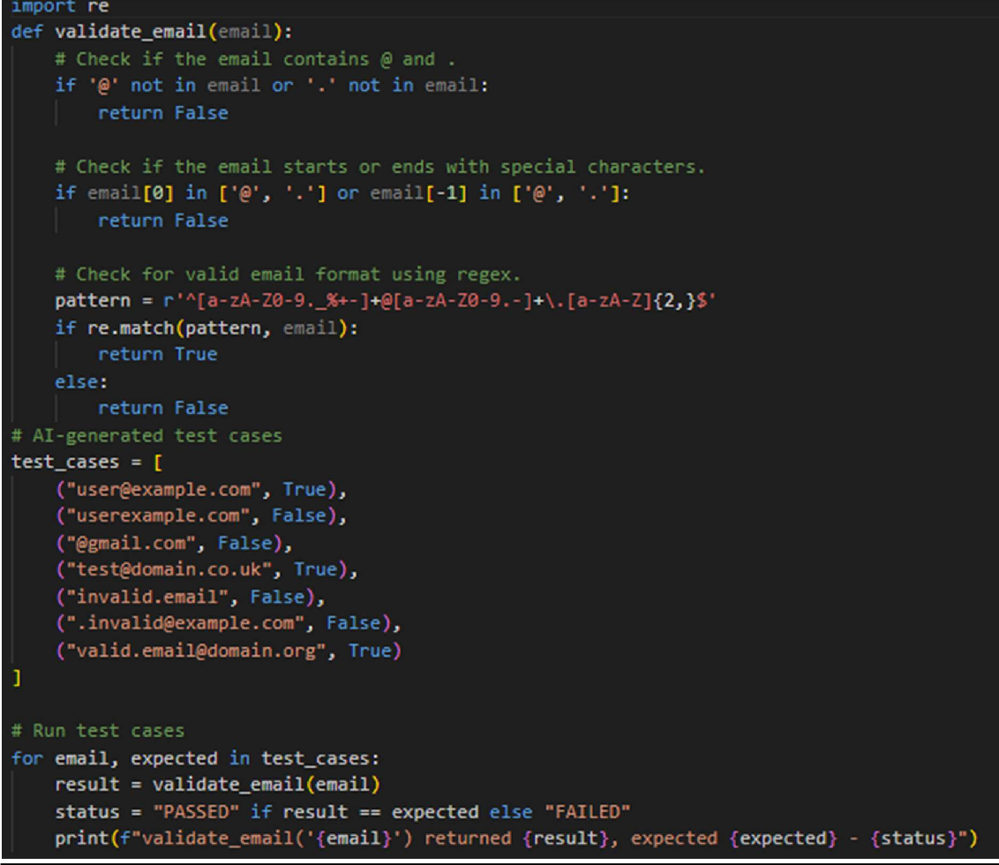 import re
def validate_email(email):
    # Check if the email contains @ and .
    if '@' not in email or '.' not in email:
        return False

    # Check if the email starts or ends with special characters.
    if email[0] in ['@', '.'] or email[-1] in ['@', '.']:
        return False

    # Check for valid email format using regex.
    pattern = r'^[a-zA-Z0-9._%+-]+@[a-zA-Z0-9.-]+\.[a-zA-Z]{2,}$'
    if re.match(pattern, email):
        return True
    else:
        return False
# AI-generated test cases
test_cases = [
    ("user@example.com", True),
    ("userexample.com", False),
    ("@gmail.com", False),
    ("test@domain.co.uk", True),
    ("invalid.email", False),
    (".invalid@example.com", False),
    ("valid.email@domain.org", True)
]

# Run test cases
for email, expected in test_cases:
    result = validate_email(email)
    status = "PASSED" if result == expected else "FAILED"
    print(f"validate_email('{email}') returned {result}, expected {expected} - {status}")